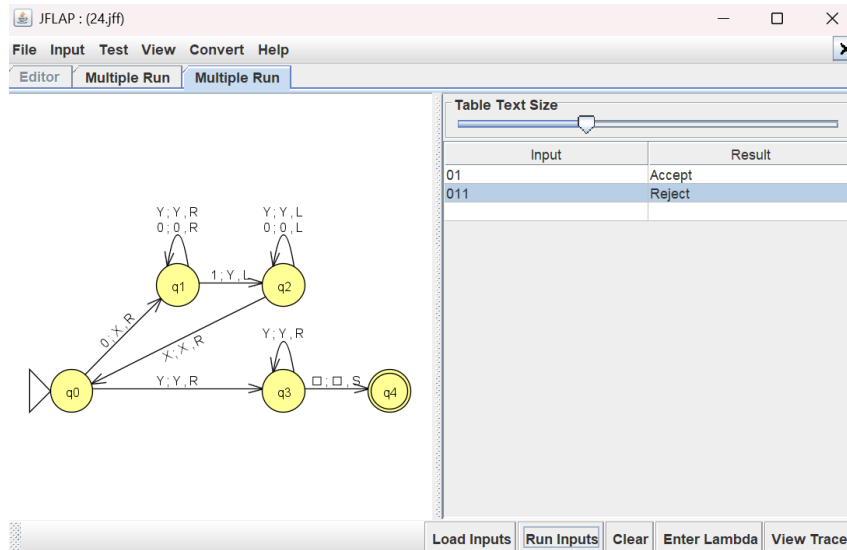 JFLAP : (24.jff)
File Input Test View Convert Help
Editor Multiple Run Multiple Run
Table Text Size
Input Result
01 Accept
011 Reject
Y ; Y , R
0 ; 0 , R
Y ; Y , L
0 ; 0 , L
q1
1 ; Y , L
q2
0 ; X , R
X ; X , R
Y ; Y , R
q0
Y ; Y , R
q3
□ ; □ , S
q4
Load Inputs Run Inputs Clear Enter Lambda View Trace